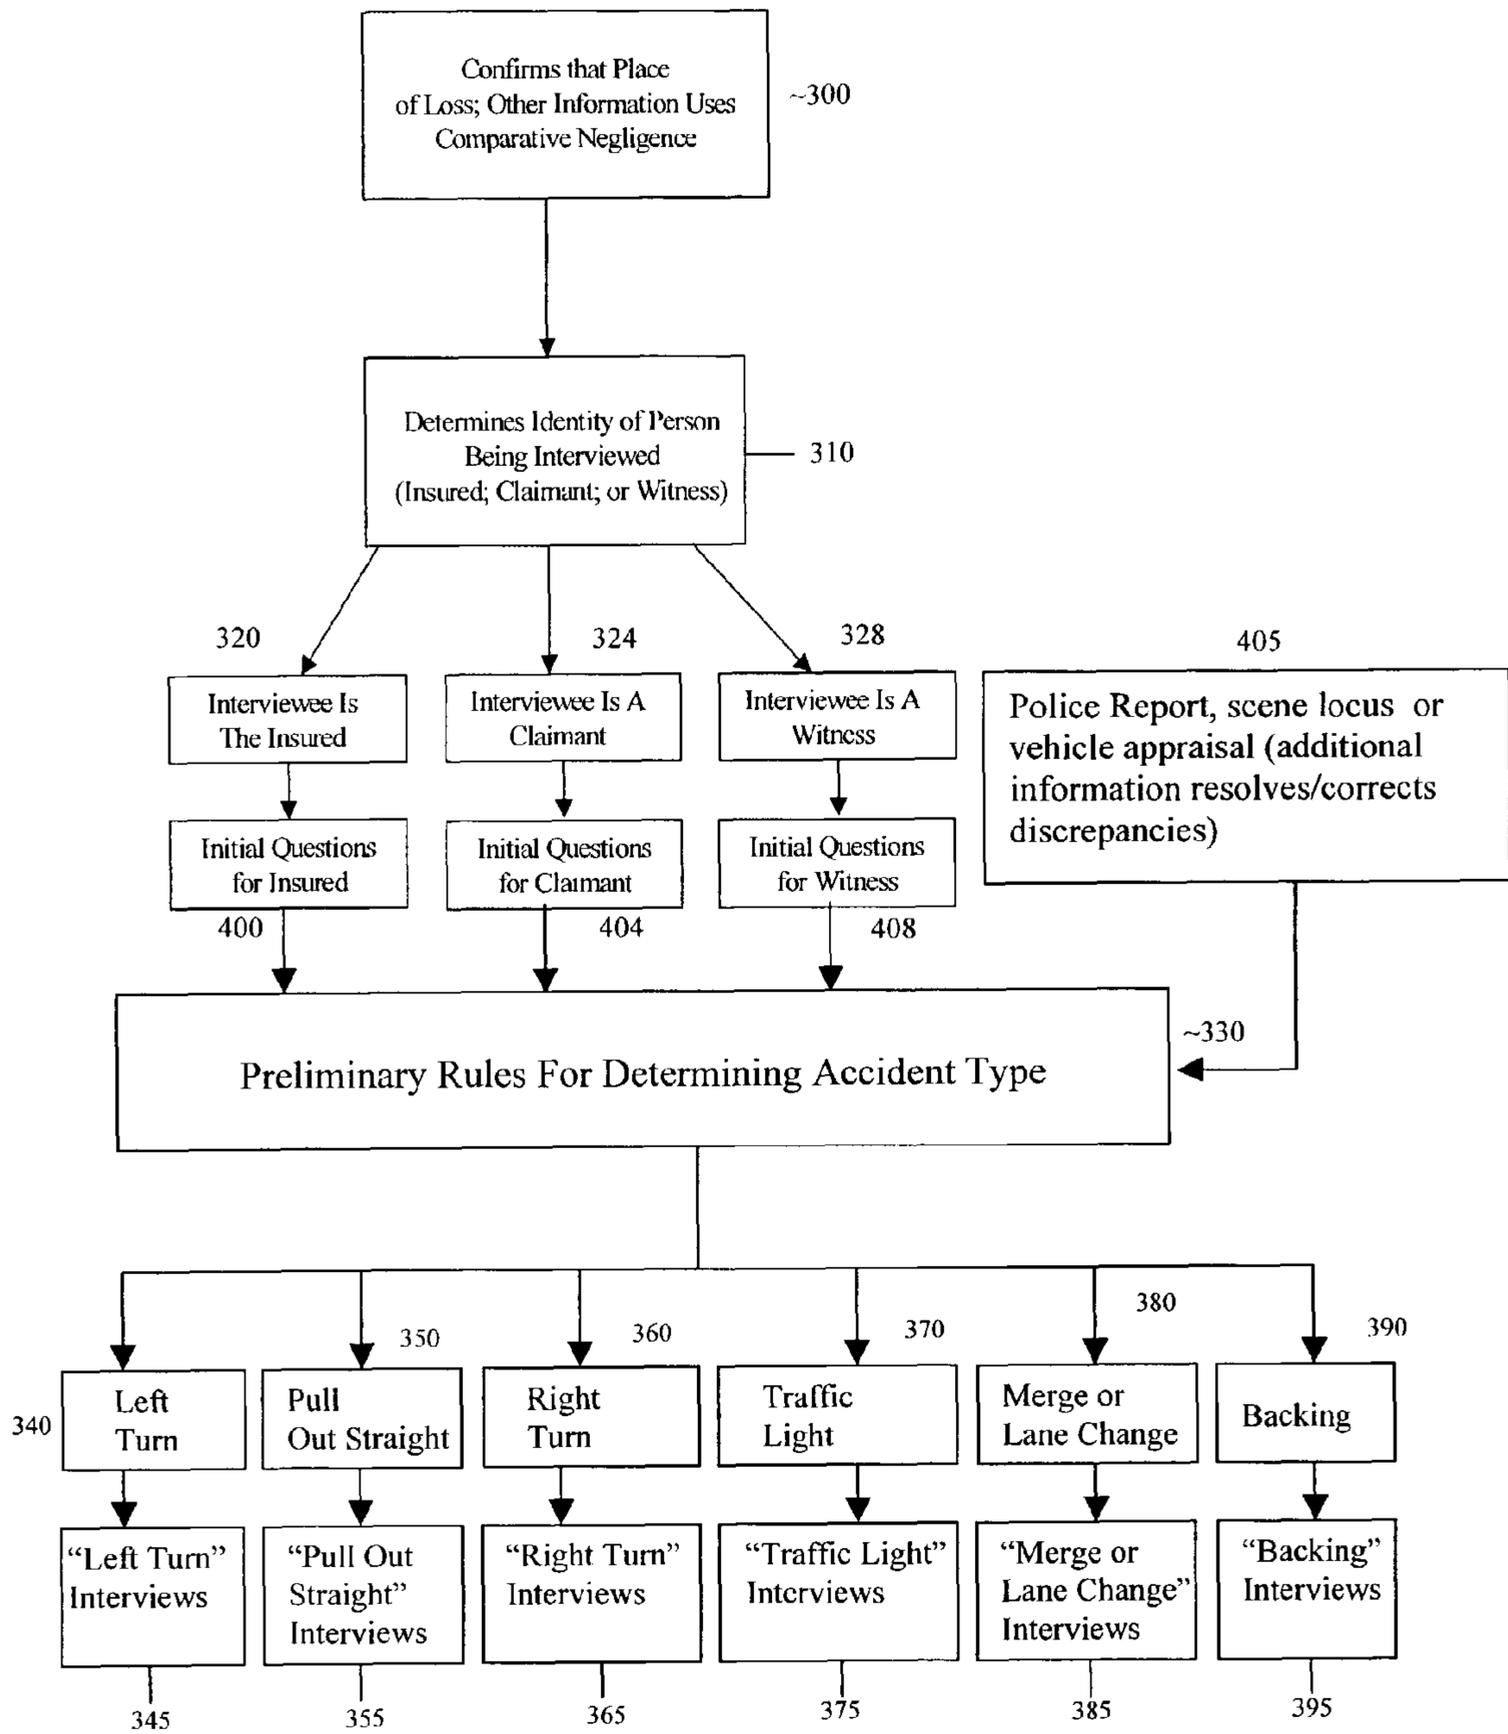 Confirms that Place
of Loss; Other Information Uses
Comparative Negligence
~300
Determines Identity of Person
Being Interviewed
(Insured; Claimant; or Witness)
310
320
324
328
405
Interviewee Is
The Insured
Interviewee Is A
Claimant
Interviewee Is A
Witness
Police Report, scene locus or
vehicle appraisal (additional
information resolves/corrects
discrepancies)
Initial Questions
for Insured
Initial Questions
for Claimant
Initial Questions
for Witness
400
404
408
~330
Preliminary Rules For Determining Accident Type
340
350
360
370
380
390
Left
Turn
Pull
Out Straight
Right
Turn
Traffic
Light
Merge or
Lane Change
Backing
“Left Turn”
Interviews
“Pull Out
Straight”
Interviews
“Right Turn”
Interviews
“Traffic Light”
Interviews
“Merge or
Lane Change”
Interviews
“Backing”
Interviews
345
355
365
375
385
395